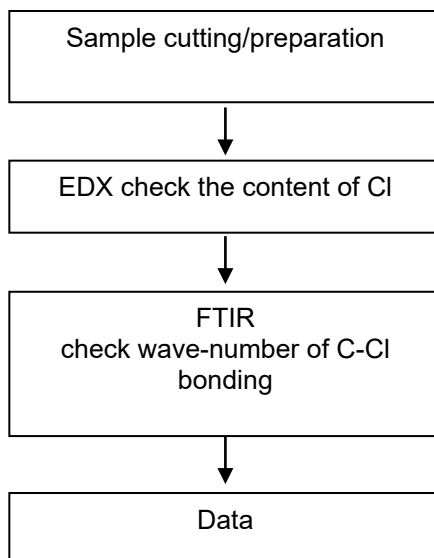 Sample cutting/preparation
EDX check the content of Cl
FTIR
check wave-number of C-Cl
bonding
Data